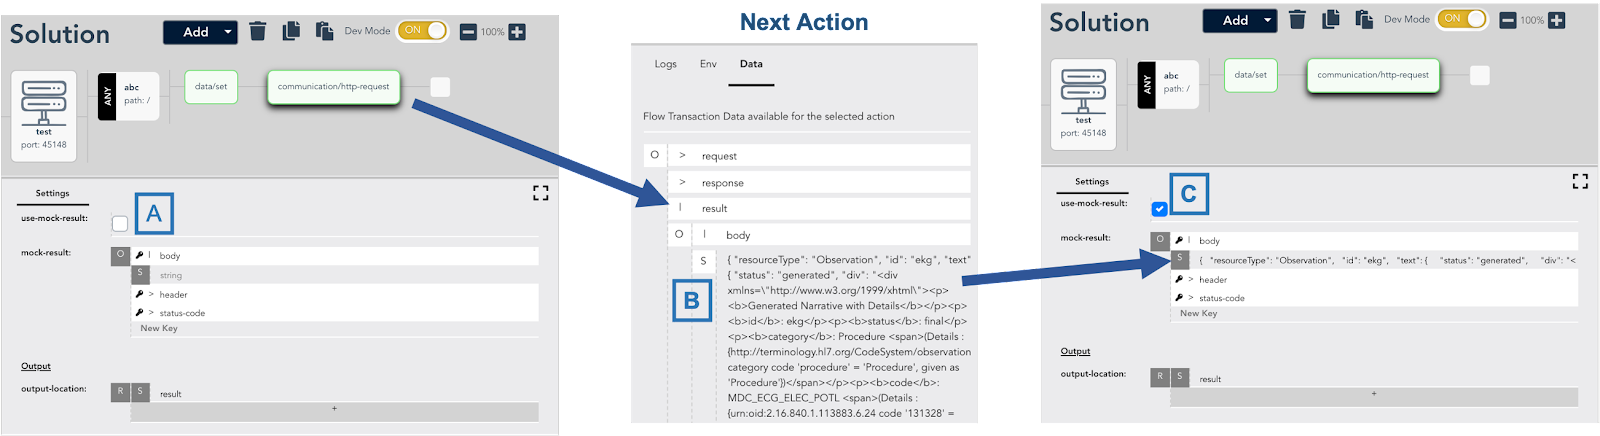 Solution
Add
Dev Mode
ON
100%
ANY
abc
path: /
data/set
communication/http-request
test
port: 45148
Settings
use-mock-result:
A
mock-result:
O
body
S
string
> header
> status-code
New Key
Output
output-location:
R
S
result
+
Next Action
Logs
Env
Data
Flow Transaction Data available for the selected action
O
> request
> response
| result
O
| body
S
B
{ "resourceType": "Observation", "id": "ekg", "text"
{ "status": "generated", "div": "<div
xmlns=\"http://www.w3.org/1999/xhtml\"><p>
<b>Generated Narrative with Details</b></p><p>
<b>id</b>: ekg</p><p><b>status</b>: final</p>
<p><b>category</b>: Procedure <span>(Details :
{http://terminology.hl7.org/CodeSystem/observation
category code 'procedure' = 'Procedure', given as
'Procedure'})</span></p><p><b>code</b>:
MDC_ECG_ELEC_POTL <span>(Details :
{urn:oid:2.16.840.1.113883.6.24 code '131328' =
Solution
Add
Dev Mode
ON
100%
ANY
abc
path: /
data/set
communication/http-request
test
port: 45148
Settings
use-mock-result:
C
mock-result:
O
| body
S
{ "resourceType": "Observation", "id": "ekg", "text": { "status": "generated", "div": "<
> header
> status-code
New Key
Output
output-location:
R
S
result
+